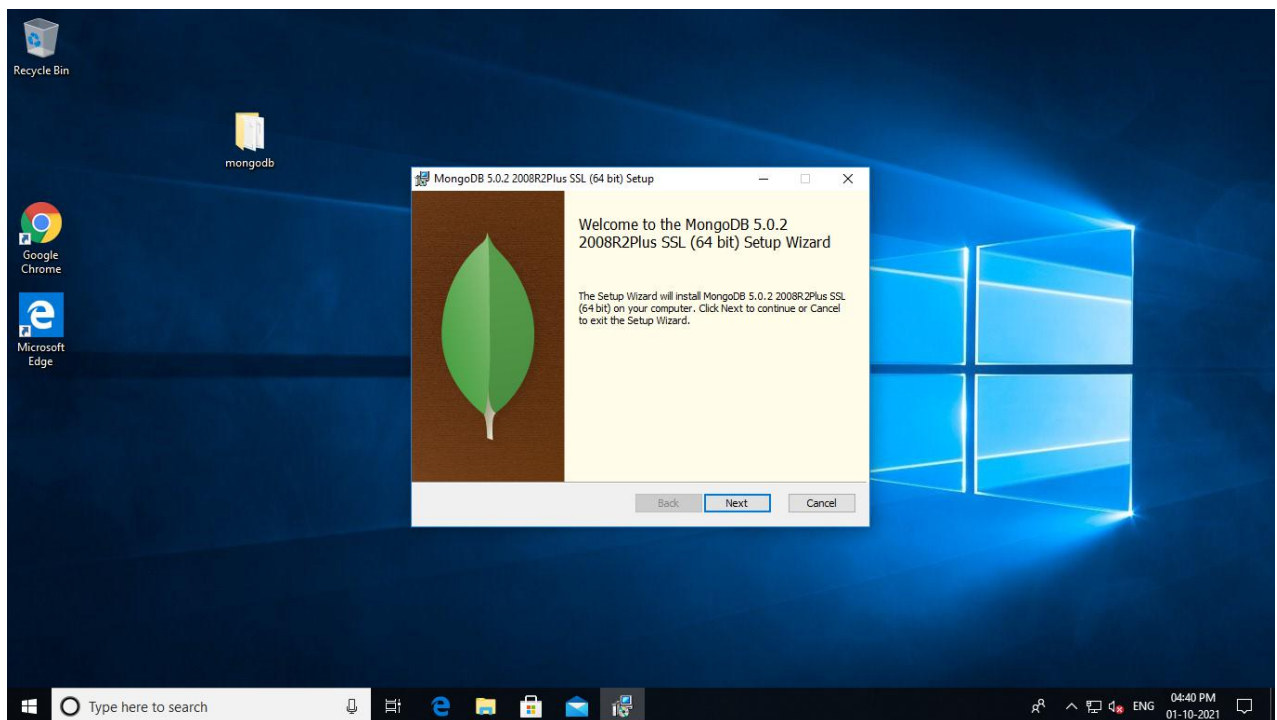 Recycle Bin
mongodb
Google
Chrome
Microsoft
Edge
MongoDB 5.0.2 2008R2Plus SSL (64 bit) Setup
Welcome to the MongoDB 5.0.2
2008R2Plus SSL (64 bit) Setup Wizard
The Setup Wizard will install MongoDB 5.0.2 2008R2Plus SSL
(64 bit) on your computer. Click Next to continue or Cancel
to exit the Setup Wizard.
Back Next Cancel
Type here to search
ENG
04:40 PM
01-10-2021